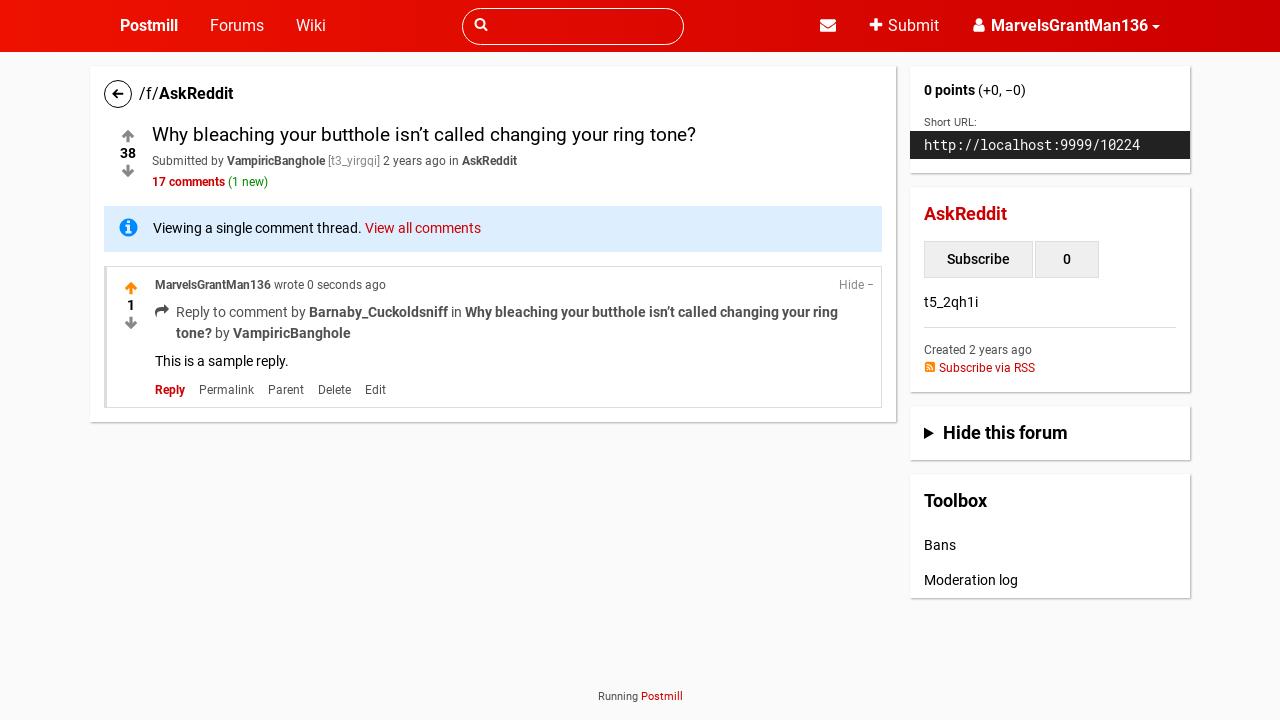 Postmill Forums Wiki Submit MarvelsGrantMan136
/f/AskReddit
38
Why bleaching your butthole isn’t called changing your ring tone?
Submitted by VampiricBanghole [t3_yirgqi] 2 years ago in AskReddit
17 comments (1 new)
Viewing a single comment thread. View all comments
1
MarvelsGrantMan136 wrote 0 seconds ago Hide −
Reply to comment by Barnaby_Cuckoldsniff in Why bleaching your butthole isn’t called changing your ring
tone? by VampiricBanghole
This is a sample reply.
Reply Permalink Parent Delete Edit
0 points (+0, −0)
Short URL:
http://localhost:9999/10224
AskReddit
Subscribe 0
t5_2qh1i
Created 2 years ago
Subscribe via RSS
Hide this forum
Toolbox
Bans
Moderation log
Running Postmill